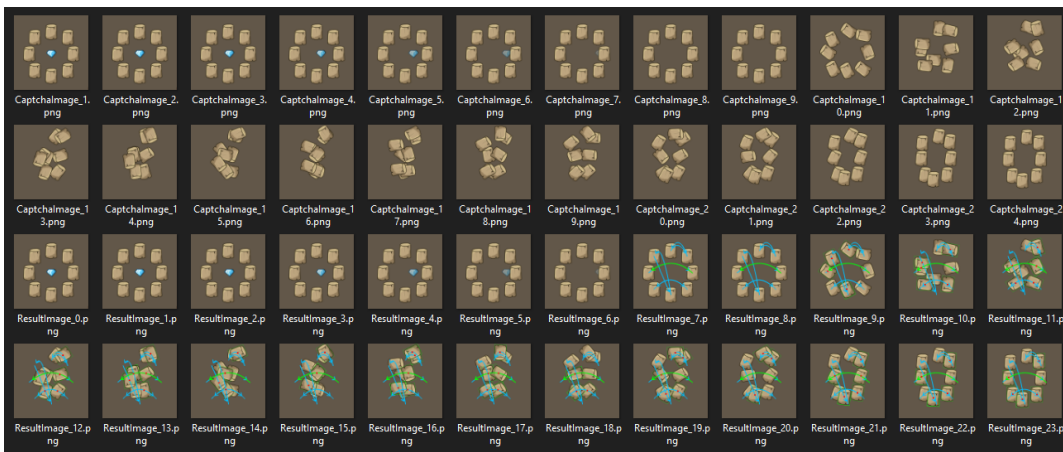 CaptchaImage_1.
png
CaptchaImage_2.
png
CaptchaImage_3.
png
CaptchaImage_4.
png
CaptchaImage_5.
png
CaptchaImage_6.
png
CaptchaImage_7.
png
CaptchaImage_8.
png
CaptchaImage_9.
png
CaptchaImage_1
0.png
CaptchaImage_1
1.png
CaptchaImage_1
2.png
CaptchaImage_1
3.png
CaptchaImage_1
4.png
CaptchaImage_1
5.png
CaptchaImage_1
6.png
CaptchaImage_1
7.png
CaptchaImage_1
8.png
CaptchaImage_1
9.png
CaptchaImage_2
0.png
CaptchaImage_2
1.png
CaptchaImage_2
2.png
CaptchaImage_2
3.png
CaptchaImage_2
4.png
ResultImage_0.p
ng
ResultImage_1.p
ng
ResultImage_2.p
ng
ResultImage_3.p
ng
ResultImage_4.p
ng
ResultImage_5.p
ng
ResultImage_6.p
ng
ResultImage_7.p
ng
ResultImage_8.p
ng
ResultImage_9.p
ng
ResultImage_10.p
ng
ResultImage_11.p
ng
ResultImage_12.p
ng
ResultImage_13.p
ng
ResultImage_14.p
ng
ResultImage_15.p
ng
ResultImage_16.p
ng
ResultImage_17.p
ng
ResultImage_18.p
ng
ResultImage_19.p
ng
ResultImage_20.p
ng
ResultImage_21.p
ng
ResultImage_22.p
ng
ResultImage_23.p
ng